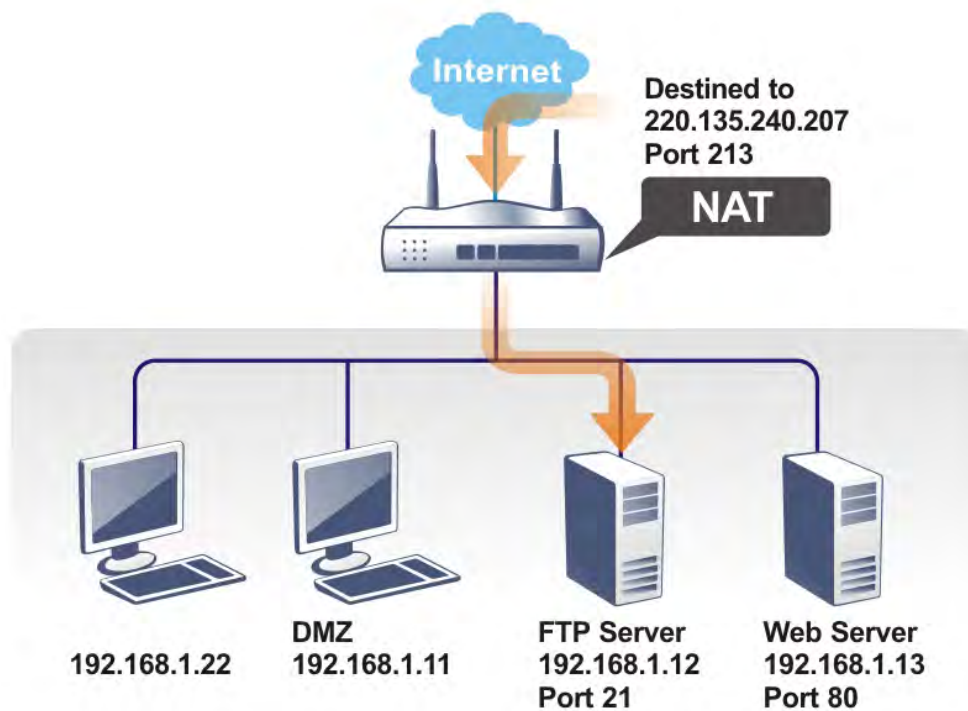 Internet
Destined to
220.135.240.207
Port 213
NAT
192.168.1.22
DMZ
192.168.1.11
FTP Server
192.168.1.12
Port 21
Web Server
192.168.1.13
Port 80